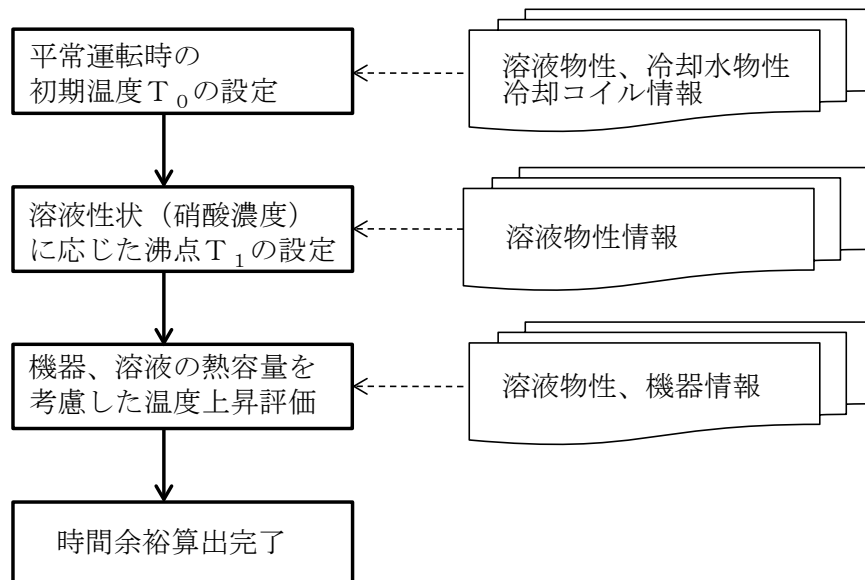 平常運転時の
初期温度T₀の設定
溶液物性、冷却水物性
冷却コイル情報
溶液性状（硝酸濃度）
に応じた沸点T₁の設定
溶液物性情報
機器、溶液の熱容量を
考慮した温度上昇評価
溶液物性、機器情報
時間余裕算出完了